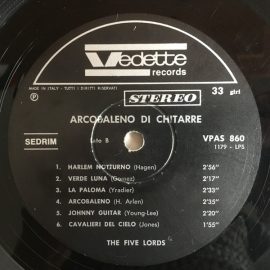 Vedette
records
MADE IN ITALY - TUTTI I DIRITTI RISERVATI
P
STEREO
33 giri
ARCOBALENO DI CHITARRE
SEDRIM
Lato B
VPAS 860
1179 - LPS
1. HARLEM NOTTURNO (Hagen) 2'56"
2. VERDE LUNA (Gomez) 2'17"
3. LA PALOMA (Yradier) 2'33"
4. ARCOBALENO (H. Arlen) 2'35"
5. JOHNNY GUITAR (Young-Lee) 2'20"
6. CAVALIERI DEL CIELO (Jones) 1'55"
THE FIVE LORDS